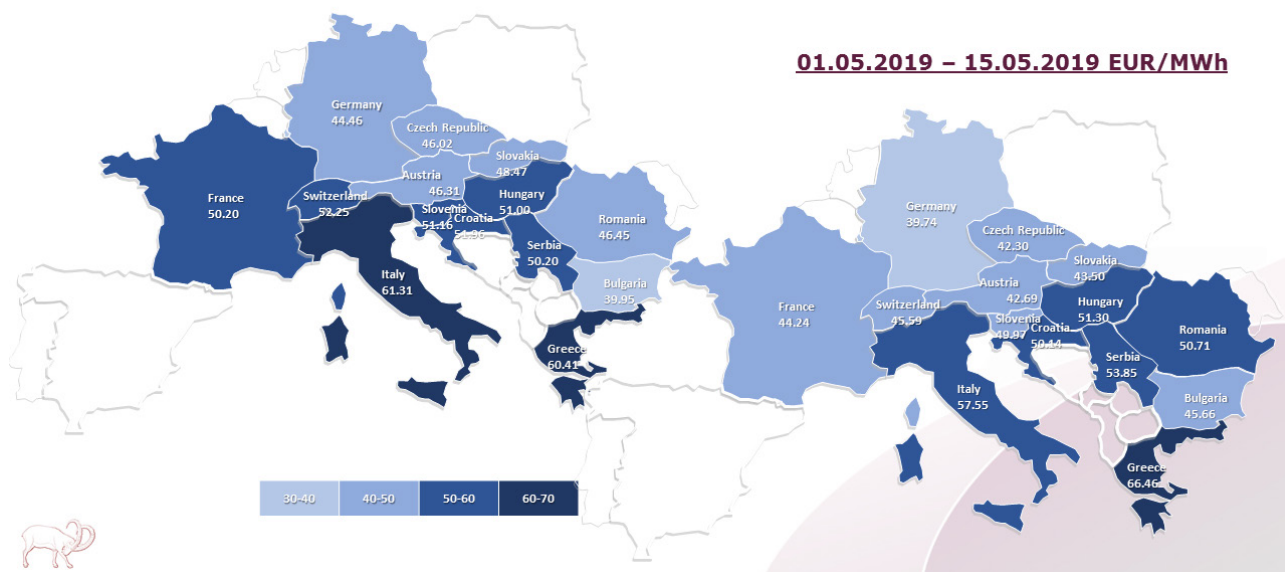 01.05.2019 – 15.05.2019 EUR/MWh
Germany
44.46
Czech Republic
46.02
Slovakia
48.47
Austria
46.31
France
50.20
Switzerland
52.25
Hungary
51.00
Slovenia
51.16
Croatia
51.96
Romania
46.45
Serbia
50.20
Italy
61.31
Bulgaria
39.95
Greece
60.41
30-40
40-50
50-60
60-70
Germany
39.74
Czech Republic
42.30
Slovakia
43.50
Austria
42.69
France
44.24
Switzerland
45.59
Hungary
51.30
Slovenia
49.97
Croatia
50.14
Romania
50.71
Serbia
53.85
Italy
57.55
Bulgaria
45.66
Greece
66.46